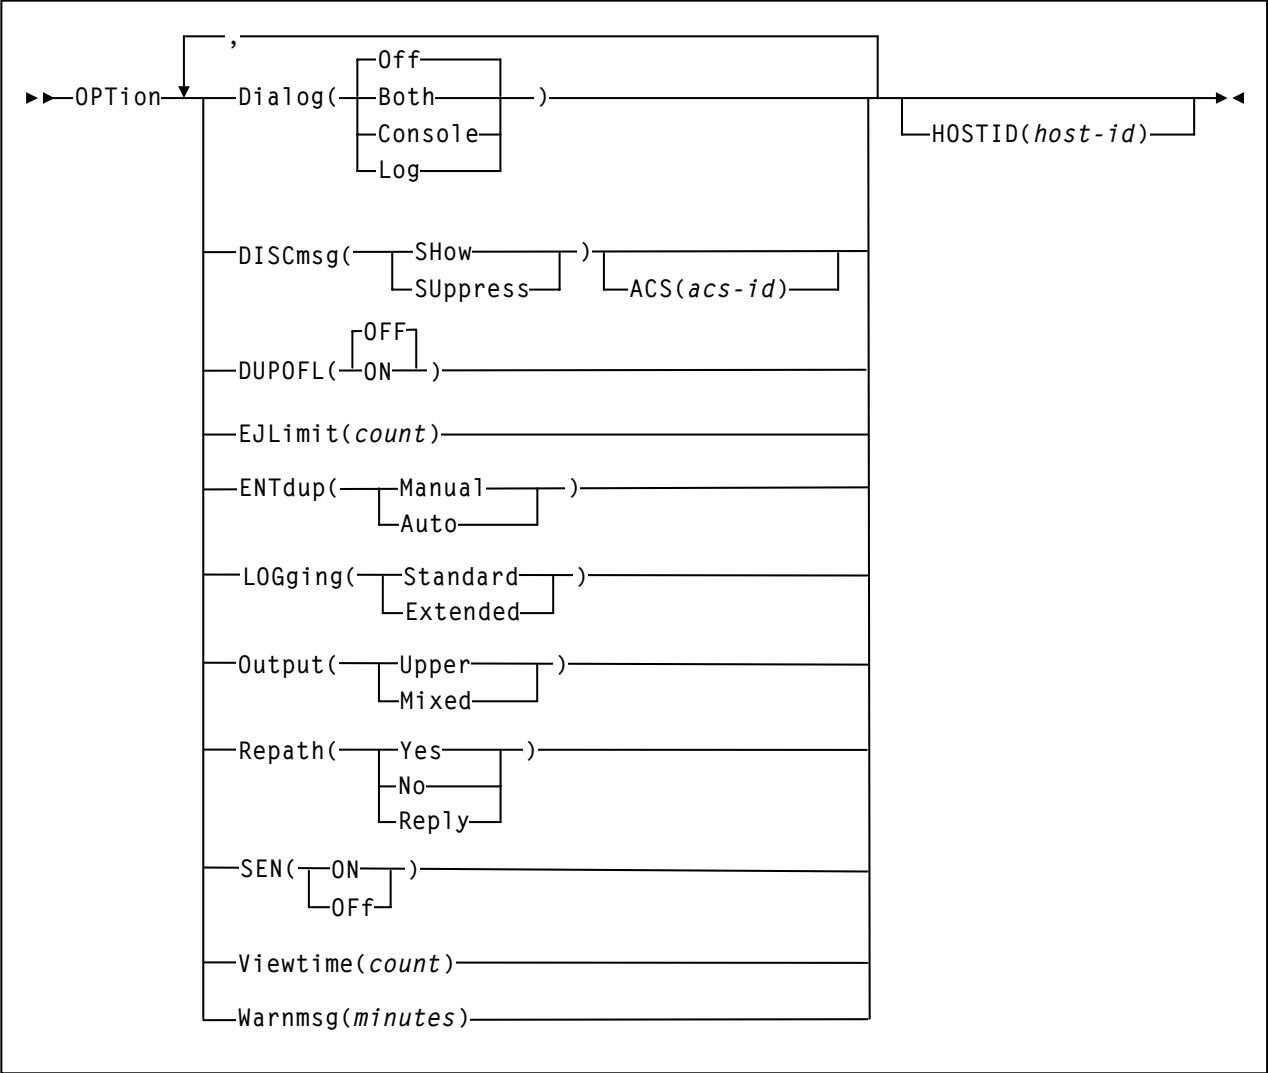 ,
Off
OPTion Dialog( Both )
Console HOSTID(host-id)
Log
DISCmsg( SHow )
SUppress ACS(acs-id)
OFF
DUPOFL( ON )
EJLimit(count)
ENTdup( Manual )
Auto
LOGging( Standard )
Extended
Output( Upper )
Mixed
Repath( Yes )
No
Reply
SEN( ON )
OFf
Viewtime(count)
Warnmsg(minutes)